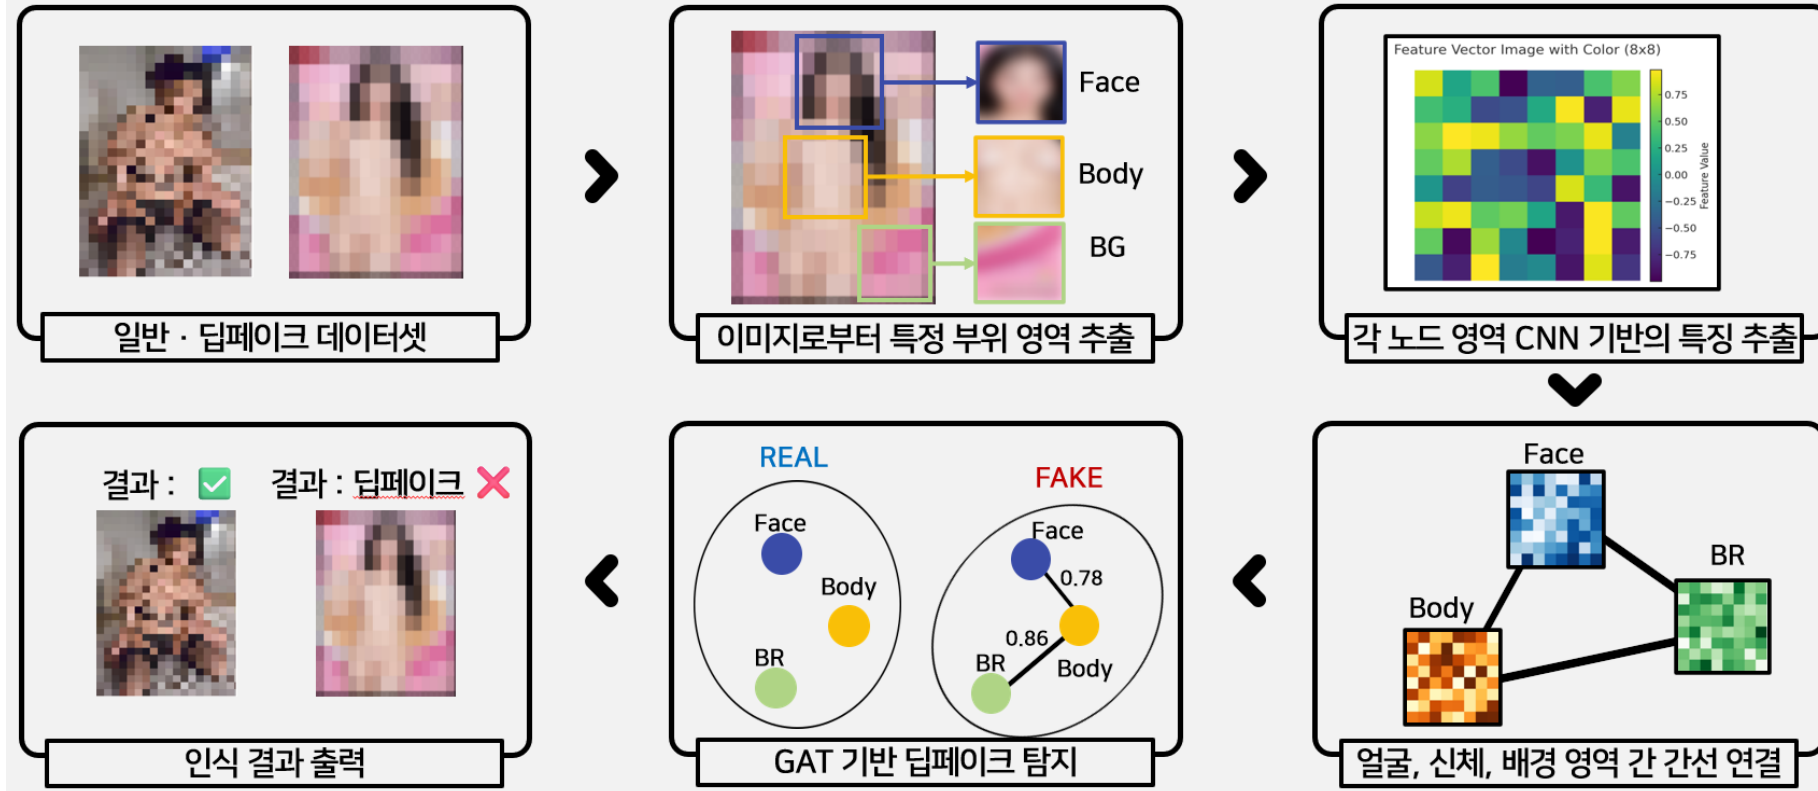 Face
Body
BG
Feature Vector Image with Color (8x8)
0.75
0.50
0.25
0.00
−0.25
−0.50
−0.75
Feature Value
일반 · 딥페이크 데이터셋
이미지로부터 특정 부위 영역 추출
각 노드 영역 CNN 기반의 특징 추출
결과 : ✅
결과 : 딥페이크 ❌
인식 결과 출력
REAL
Face
Body
BR
FAKE
Face
0.78
0.86
BR
Body
GAT 기반 딥페이크 탐지
Face
BR
Body
얼굴, 신체, 배경 영역 간 간선 연결